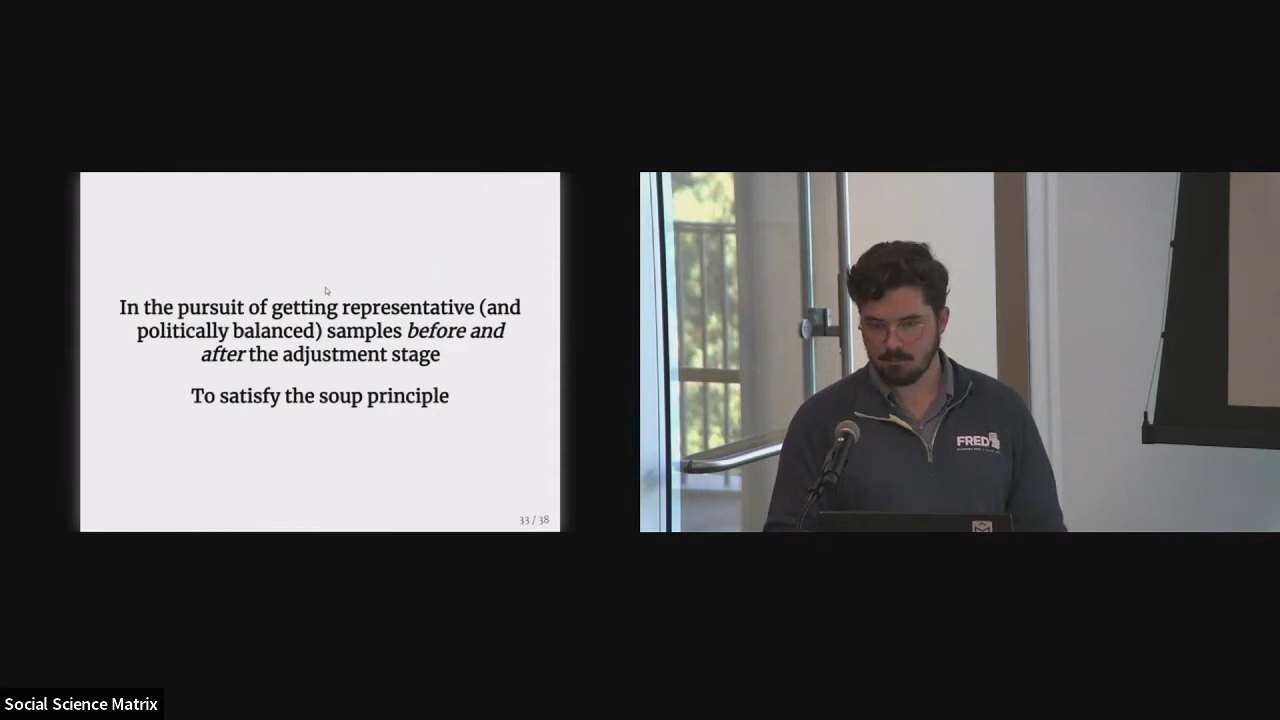 In the pursuit of getting representative (and
politically balanced) samples before and
after the adjustment stage
To satisfy the soup principle
33 / 38
FRED
Social Science Matrix